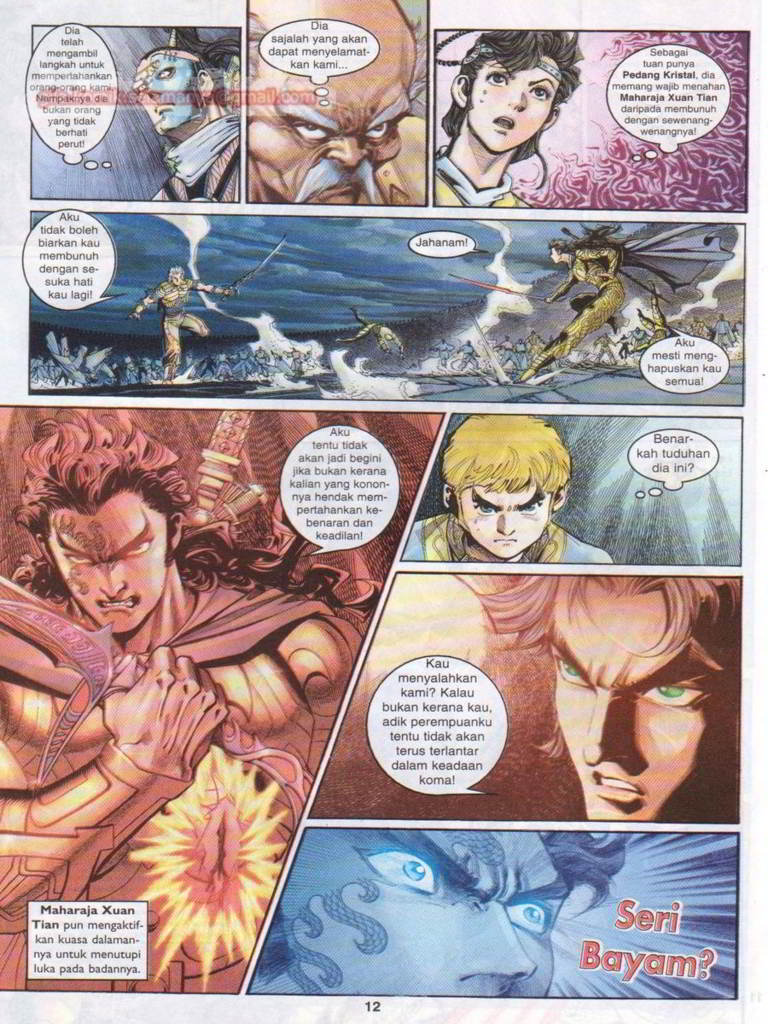 Dia
telah
mengambil
langkah untuk
mempertahankan
orang-orang kami.
Nampaknya dia
bukan orang
yang tidak
berhati
perut!
Dia
sajalah yang akan
dapat menyelamat-
kan kami...
Sebagai
tuan punya
Pedang Kristal, dia
memang wajib menahan
Maharaja Xuan Tian
daripada membunuh
dengan sewenang-
wenangnya!
Aku
tidak boleh
biarkan kau
membunuh
dengan se-
suka hati
kau lagi!
Jahanam!
Aku
mesti meng-
hapuskan kau
semua!
Aku
tentu tidak
akan jadi begini
jika bukan kerana
kalian yang konon-
nya hendak mem-
pertahankan ke-
benaran dan
keadilan!
Benar-
kah tuduhan
dia ini?
Kau
menyalahkan
kami? Kalau
bukan kerana kau,
adik perempuanku
tentu tidak akan
terus terlantar
dalam keadaan
koma!
Maharaja Xuan
Tian pun mengaktif-
kan kuasa dalaman-
nya untuk menutupi
luka pada badannya.
Seri
Bayam?
12